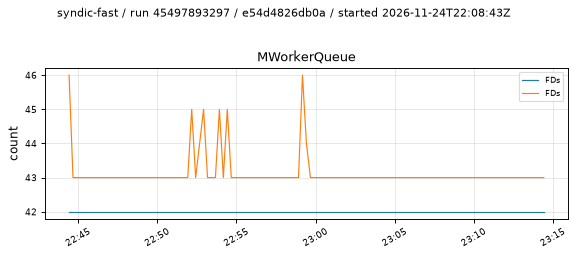 syndic-fast / run 45497893297 / e54d4826db0a / started 2026-11-24T22:08:43Z
MWorkerQueue
FDs
FDs
count
46
45
44
43
42
22:45
22:50
22:55
23:00
23:05
23:10
23:15